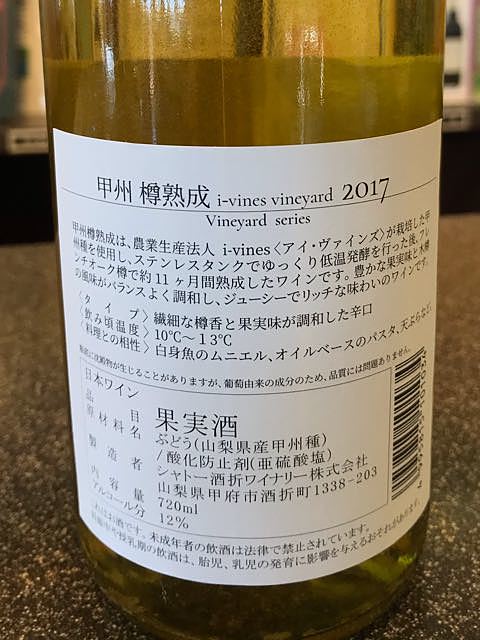 甲州 樽熟成 i-vines vineyard 2017
Vineyard series
甲州樽熟成は、農業生産法人 i-vines〈アイ・ヴァインズ〉が栽培した甲
州種を使用し、ステンレスタンクでゆっくり低温発酵を行った後、フレ
ンチオーク樽で約11ヶ月間熟成したワインです。豊かな果実味と木樽
の風味がバランスよく調和し、ジューシーでリッチな味わいのワインです。
〈タイプ〉繊細な樽香と果実味が調和した辛口
〈飲み頃温度〉10℃～13℃
〈料理との相性〉白身魚のムニエル、オイルベースのパスタ、天ぷらなど。
瓶底に沈殿物が生じることがありますが、葡萄由来の成分のため、品質には問題ありません。
日本ワイン
品目 果実酒
原材料名 ぶどう(山梨県産甲州種)
/酸化防止剤(亜硫酸塩)
製造者 シャトー酒折ワイナリー株式会社
山梨県甲府市酒折町1338-203
内容量 720ml
アルコール分 12%
これはお酒です。未成年者の飲酒は法律で禁止されています。
妊娠中や授乳期の飲酒は、胎児、乳児の発育に影響を与えるおそれがあります。